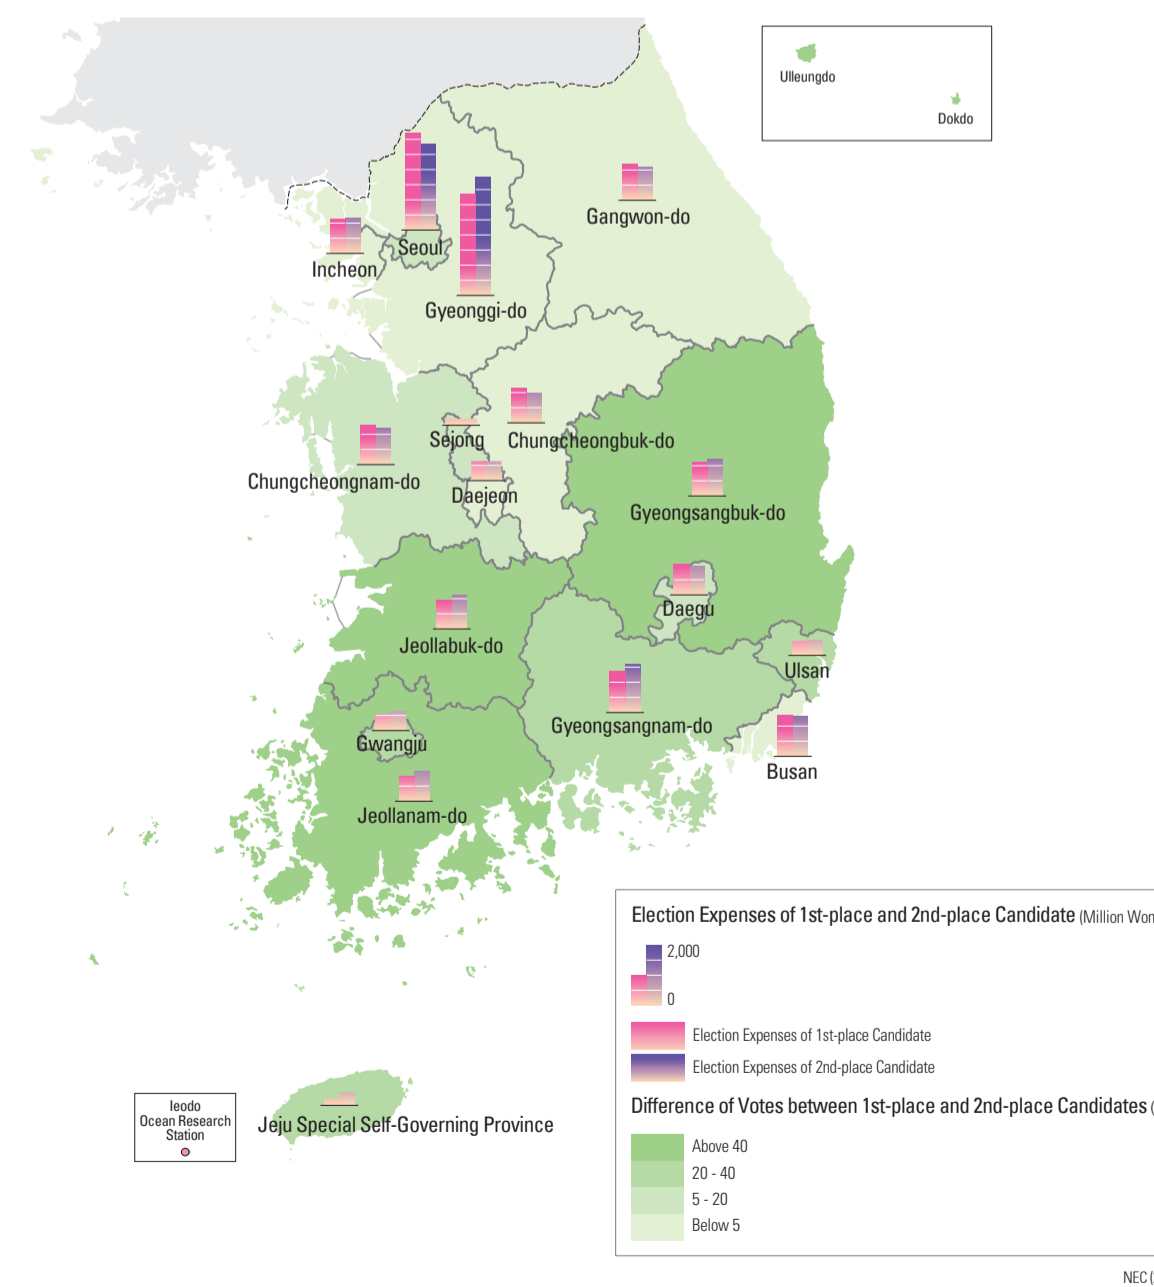 Ulleungdo
Dokdo
Gangwon-do
Seoul
Incheon
Gyeonggi-do
Sejong
Chungcheongbuk-do
Chungcheongnam-do
Daejeon
Gyeongsangbuk-do
Daegu
Jeollabuk-do
Ulsan
Gyeongsangnam-do
Gwangju
Busan
Jeollanam-do
Election Expenses of 1st-place and 2nd-place Candidate (Million Won
2,000
0
Election Expenses of 1st-place Candidate
Election Expenses of 2nd-place Candidate
Difference of Votes between 1st-place and 2nd-place Candidates (
Above 40
20 - 40
5 - 20
Below 5
Ieodo
Ocean Research
Station
Jeju Special Self-Governing Province
NEC (